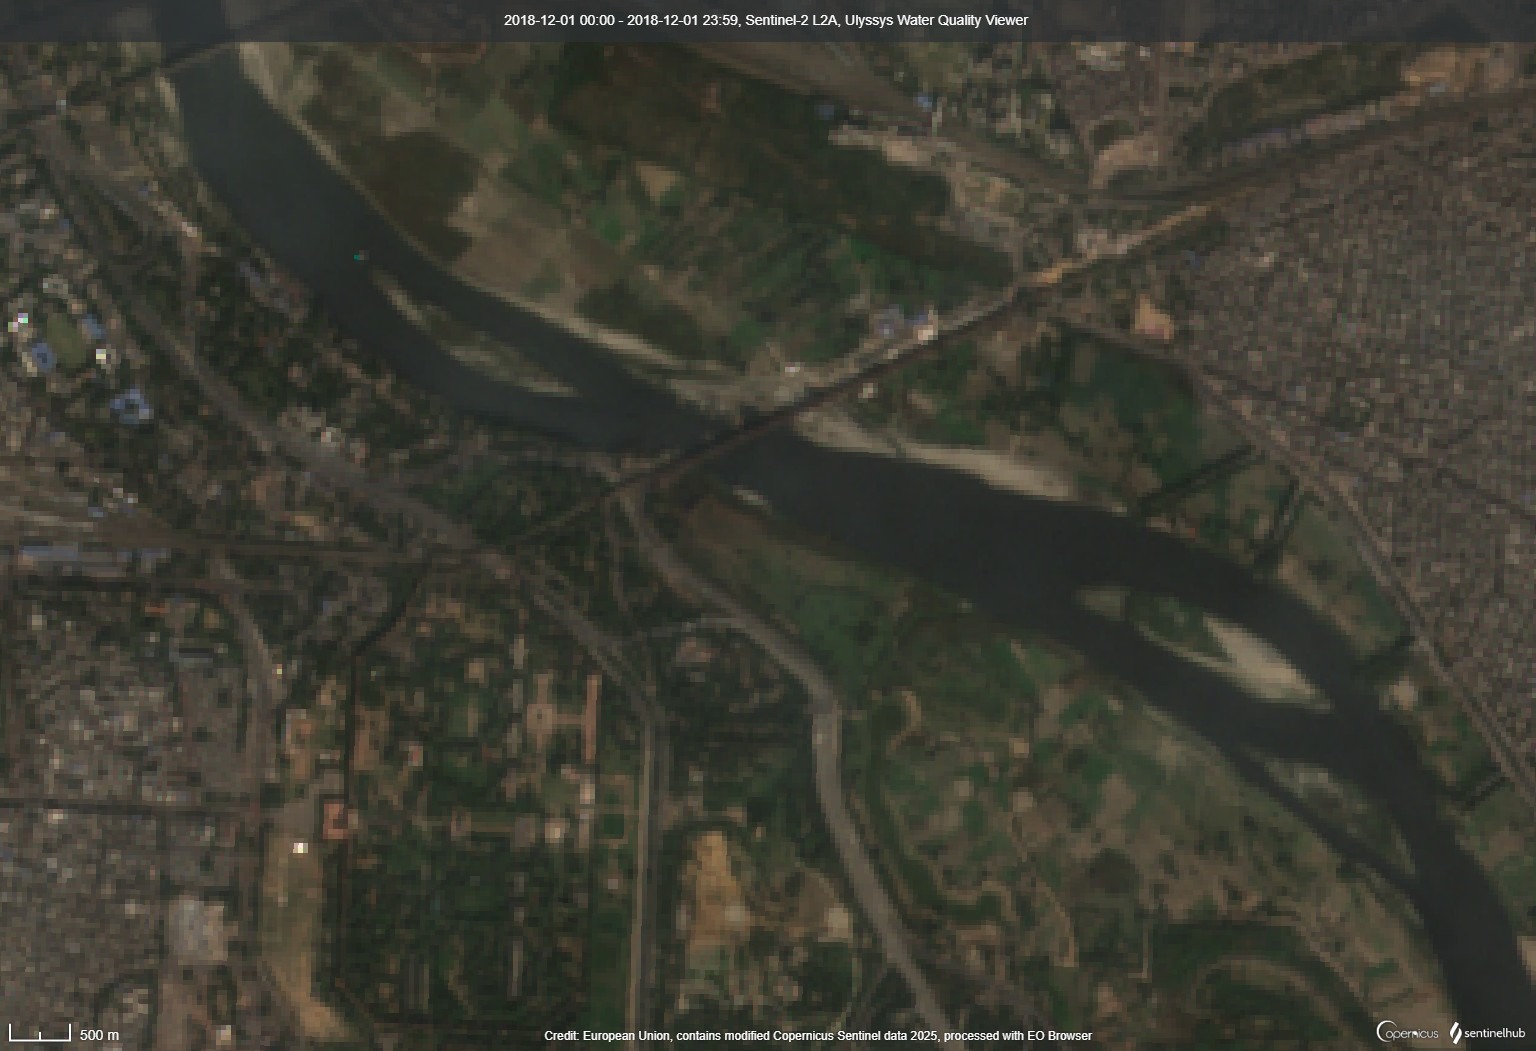 2018-12-01 00:00 - 2018-12-01 23:59, Sentinel-2 L2A, Ulyssys Water Quality Viewer
500 m
Credit: European Union, contains modified Copernicus Sentinel data 2025, processed with EO Browser
Copernicus
sentinelhub